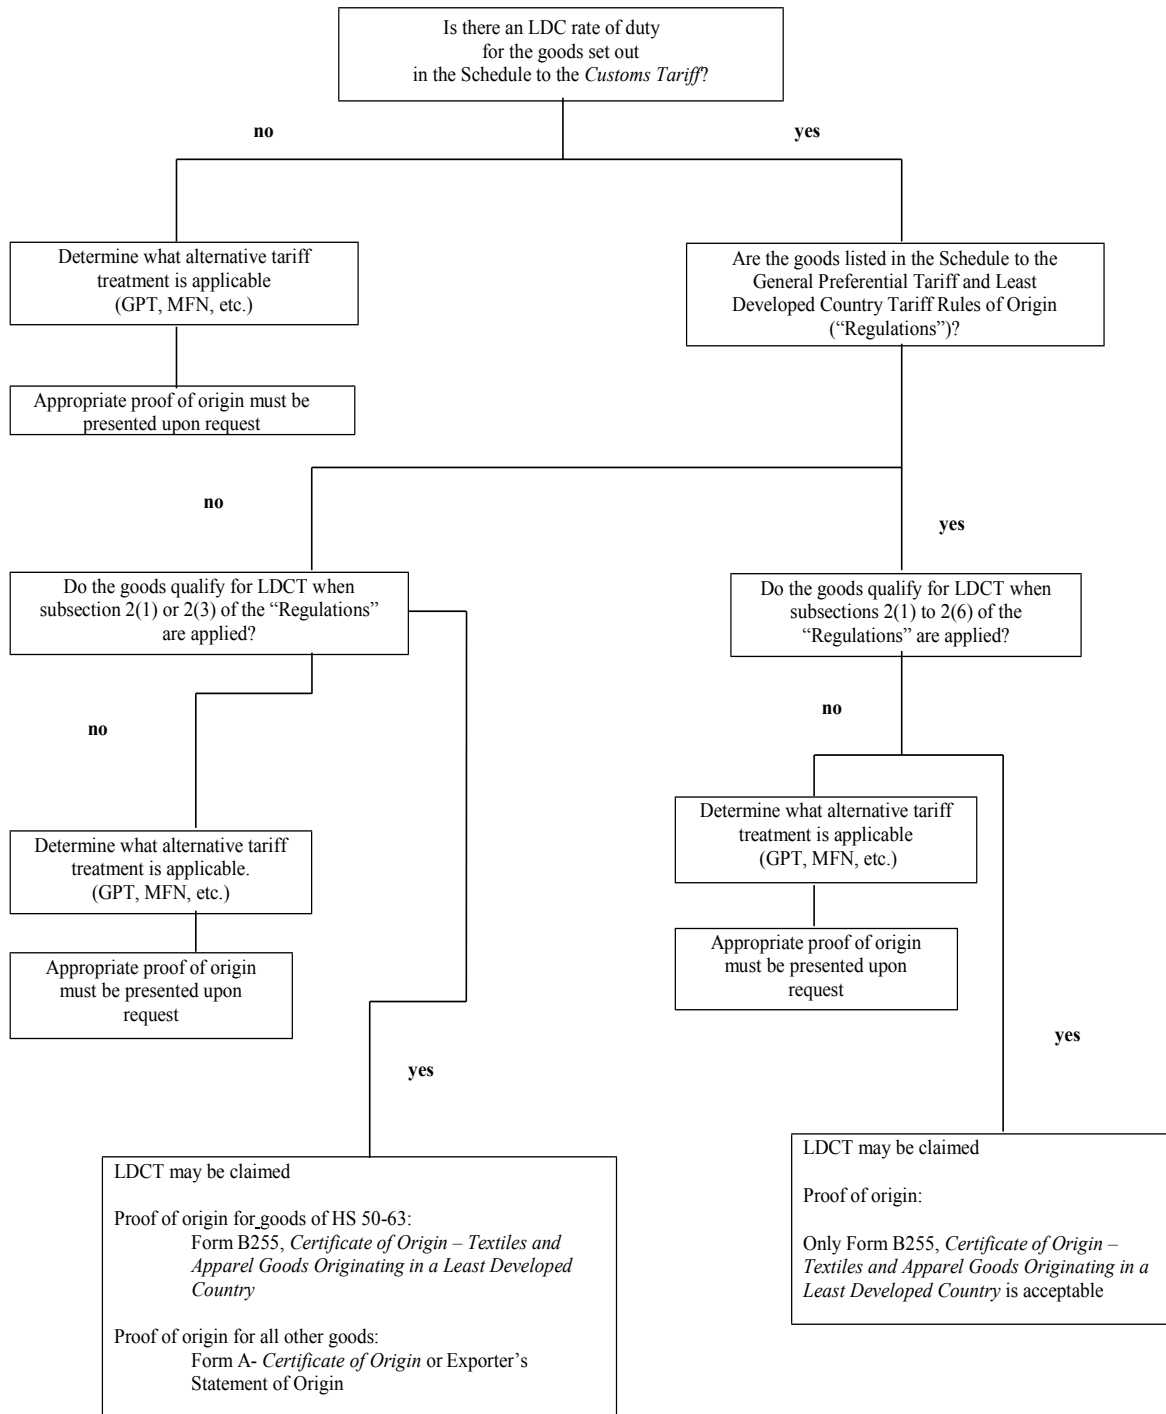 Is there an LDC rate of duty
for the goods set out
in the Schedule to the Customs Tariff?
no
yes
Determine what alternative tariff
treatment is applicable
(GPT, MFN, etc.)
Are the goods listed in the Schedule to the
General Preferential Tariff and Least
Developed Country Tariff Rules of Origin
(“Regulations”)?
Appropriate proof of origin must be
presented upon request
no
yes
Do the goods qualify for LDCT when
subsection 2(1) or 2(3) of the “Regulations”
are applied?
Do the goods qualify for LDCT when
subsections 2(1) to 2(6) of the
“Regulations” are applied?
no
no
Determine what alternative tariff
treatment is applicable.
(GPT, MFN, etc.)
Determine what alternative tariff
treatment is applicable
(GPT, MFN, etc.)
Appropriate proof of origin
must be presented upon
request
Appropriate proof of origin
must be presented upon
request
yes
yes
LDCT may be claimed
Proof of origin for goods of HS 50-63:
Form B255, Certificate of Origin – Textiles and
Apparel Goods Originating in a Least Developed
Country
Proof of origin for all other goods:
Form A- Certificate of Origin or Exporter’s
Statement of Origin
LDCT may be claimed
Proof of origin:
Only Form B255, Certificate of Origin –
Textiles and Apparel Goods Originating in a
Least Developed Country is acceptable